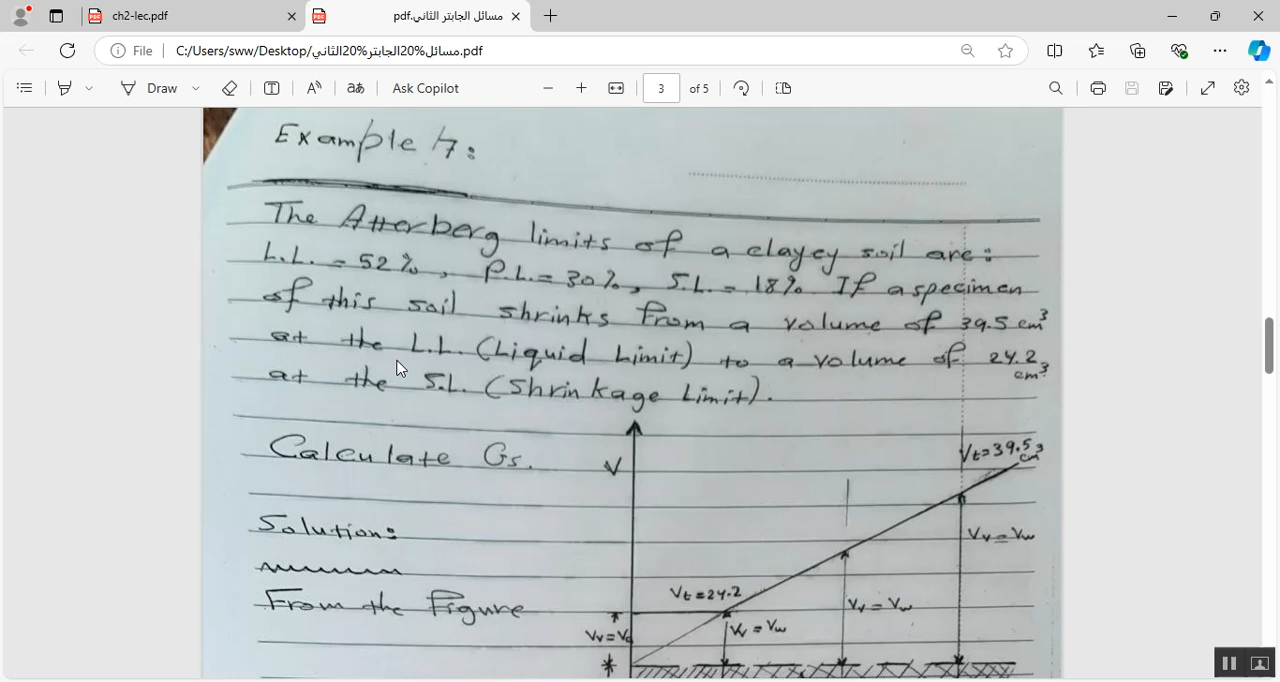 ch2-lec.pdf
مسائل الجابتر الثاني.pdf
File
C:/Users/sww/Desktop/مسائل%20الجابتر%20الثاني.pdf
Draw
Ask Copilot
3
of 5
Example 17:
The Atterberg limits of a clayey soil are:
L.L. = 52%, P.L. = 30%, S.L. = 18% If a specimen
of this soil shrinks from a volume of 39.5 cm³
at the L.L. (Liquid Limit) to a volume of 24.2 cm³
at the S.L. (Shrinkage Limit).
Calculate Gs.
V
Vt=39.5 cm³
Solution:
Vv=Vw
From the Figure
Vt=24.2
Vv=Vw
Vv=Vw